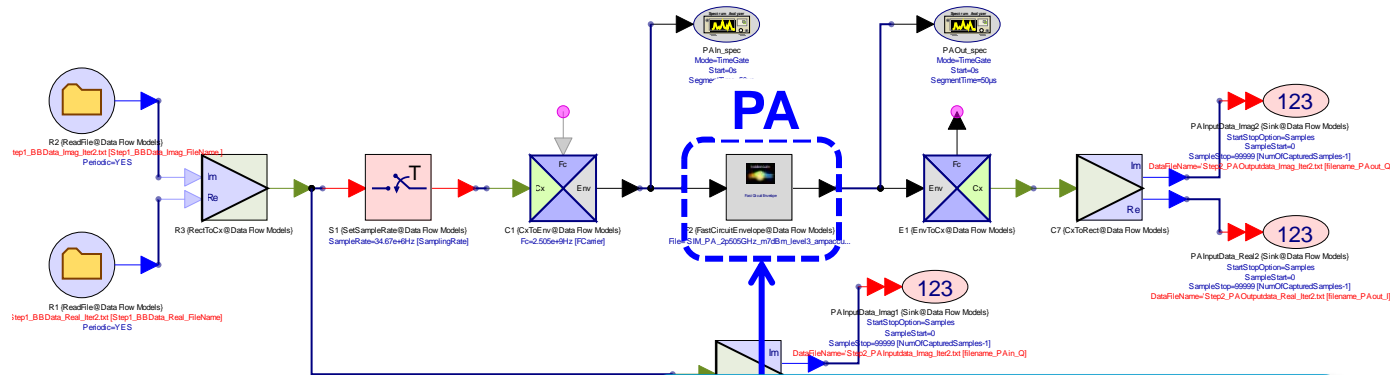 PAIn_spec
Mode=TimeGate
Start=0s
PAOut_spec
Mode=TimeGate
Start=0s
SegmentTime=50µs
PA
R2 (ReadFile@Data Flow Models)
tep1_BBData_Imag_Iter2.txt [Step1_BBData_Imag_FileName]
Periodic=YES
Im
Re
R3 (RectToCx@Data Flow Models)
T
S1 (SetSampleRate@Data Flow Models)
SampleRate=34.67e+6Hz [SamplingRate]
Fc
Cx
Env
C1 (CxToEnv@Data Flow Models)
Fc=2.505e+9Hz [FCarrier]
F2 (FastCircuitEnvelope@Data Flow Models)
File='SIM_PA_2p505GHz_m7dBm_level3_ampaccu...
Fc
Env
Cx
E1 (EnvToCx@Data Flow Models)
Im
Re
C7 (CxToRect@Data Flow Models)
123
PAInputData_Imag2 (Sink@Data Flow Models)
StartStopOption=Samples
SampleStart=0
SampleStop=99999 [NumOfCapturedSamples-1]
DataFileName='Step2_PAOutputdata_Imag_Iter2.txt [filename_PAout_Q
123
PAInputData_Real2 (Sink@Data Flow Models)
StartStopOption=Samples
SampleStart=0
SampleStop=99999 [NumOfCapturedSamples-1]
DataFileName='Step2_PAOutputdata_Real_Iter2.txt [filename_PAout_I]
R1 (ReadFile@Data Flow Models)
tep1_BBData_Real_Iter2.txt [Step1_BBData_Real_FileName]
Periodic=YES
123
PAInputData_Imag1 (Sink@Data Flow Models)
StartStopOption=Samples
SampleStart=0
SampleStop=99999 [NumOfCapturedSamples-1]
DataFileName='Step2_PAInputdata_Imag_Iter2.txt [filename_PAin_Q]
Im